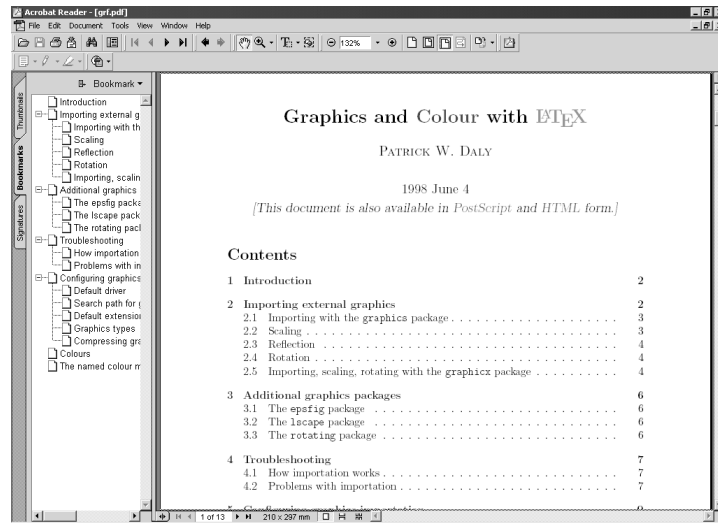 Acrobat Reader - [grf.pdf]
File Edit Document Tools View Window Help
132%
Bookmark
Thumbnails
Bookmarks
Signatures
Introduction
Importing external g
Importing with th
Scaling
Reflection
Rotation
Importing, scalin
Additional graphics
The epsfig packa
The lscape pack
The rotating pack
Troubleshooting
How importation
Problems with in
Configuring graphics
Default driver
Search path for g
Default extension
Graphics types
Compressing gra
Colours
The named colour m
Graphics and Colour with LATEX
PATRICK W. DALY
1998 June 4
[This document is also available in PostScript and HTML form.]
Contents
1 Introduction 2
2 Importing external graphics 2
2.1 Importing with the graphics package . . . . . . . . . . . . . . . . . 3
2.2 Scaling . . . . . . . . . . . . . . . . . . . . . . . . . . . . . . 3
2.3 Reflection . . . . . . . . . . . . . . . . . . . . . . . . . . . . 4
2.4 Rotation . . . . . . . . . . . . . . . . . . . . . . . . . . . . . 4
2.5 Importing, scaling, rotating with the graphicx package . . . . . . . . . . 4
3 Additional graphics packages 6
3.1 The epsfig package . . . . . . . . . . . . . . . . . . . . . . . . . 6
3.2 The lscape package . . . . . . . . . . . . . . . . . . . . . . . . . 6
3.3 The rotating package . . . . . . . . . . . . . . . . . . . . . . . . 6
4 Troubleshooting 7
4.1 How importation works . . . . . . . . . . . . . . . . . . . . . . . . 7
4.2 Problems with importation . . . . . . . . . . . . . . . . . . . . . . 7
1 of 13 210 x 297 mm